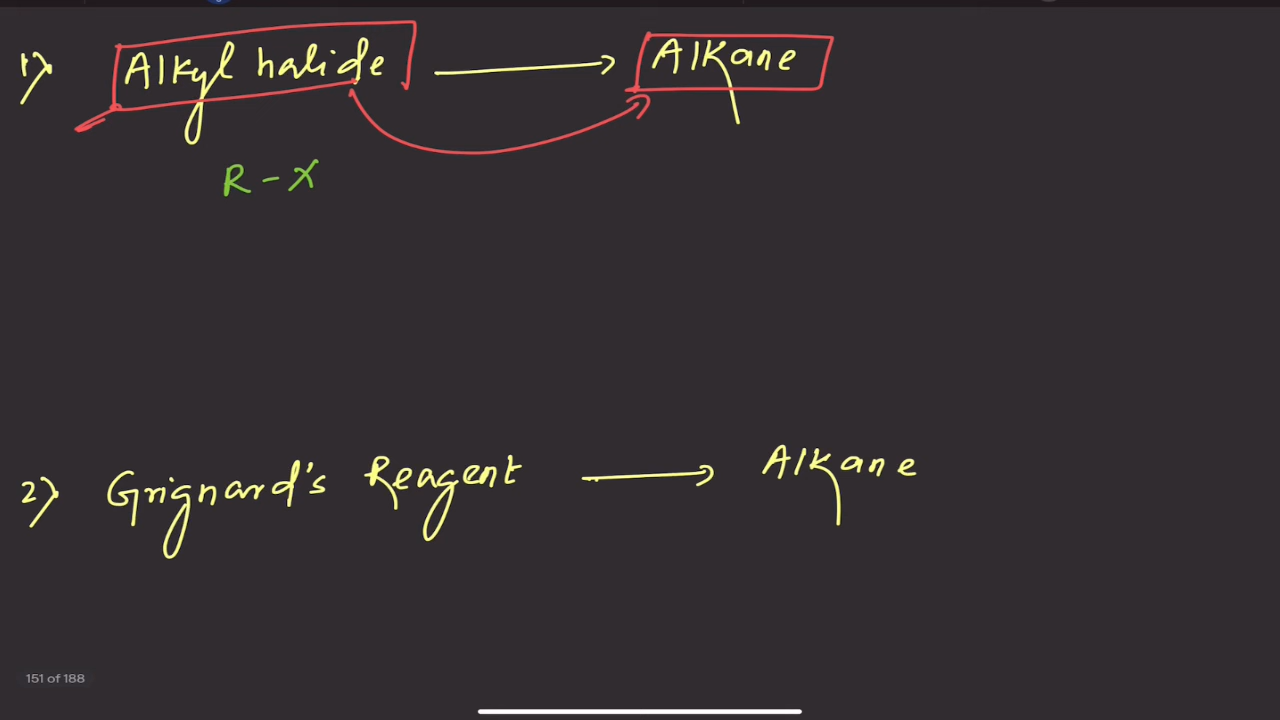 1) Alkyl halide ⟶ Alkane
R - X
2) Grignard's Reagent ⟶ Alkane
151 of 188